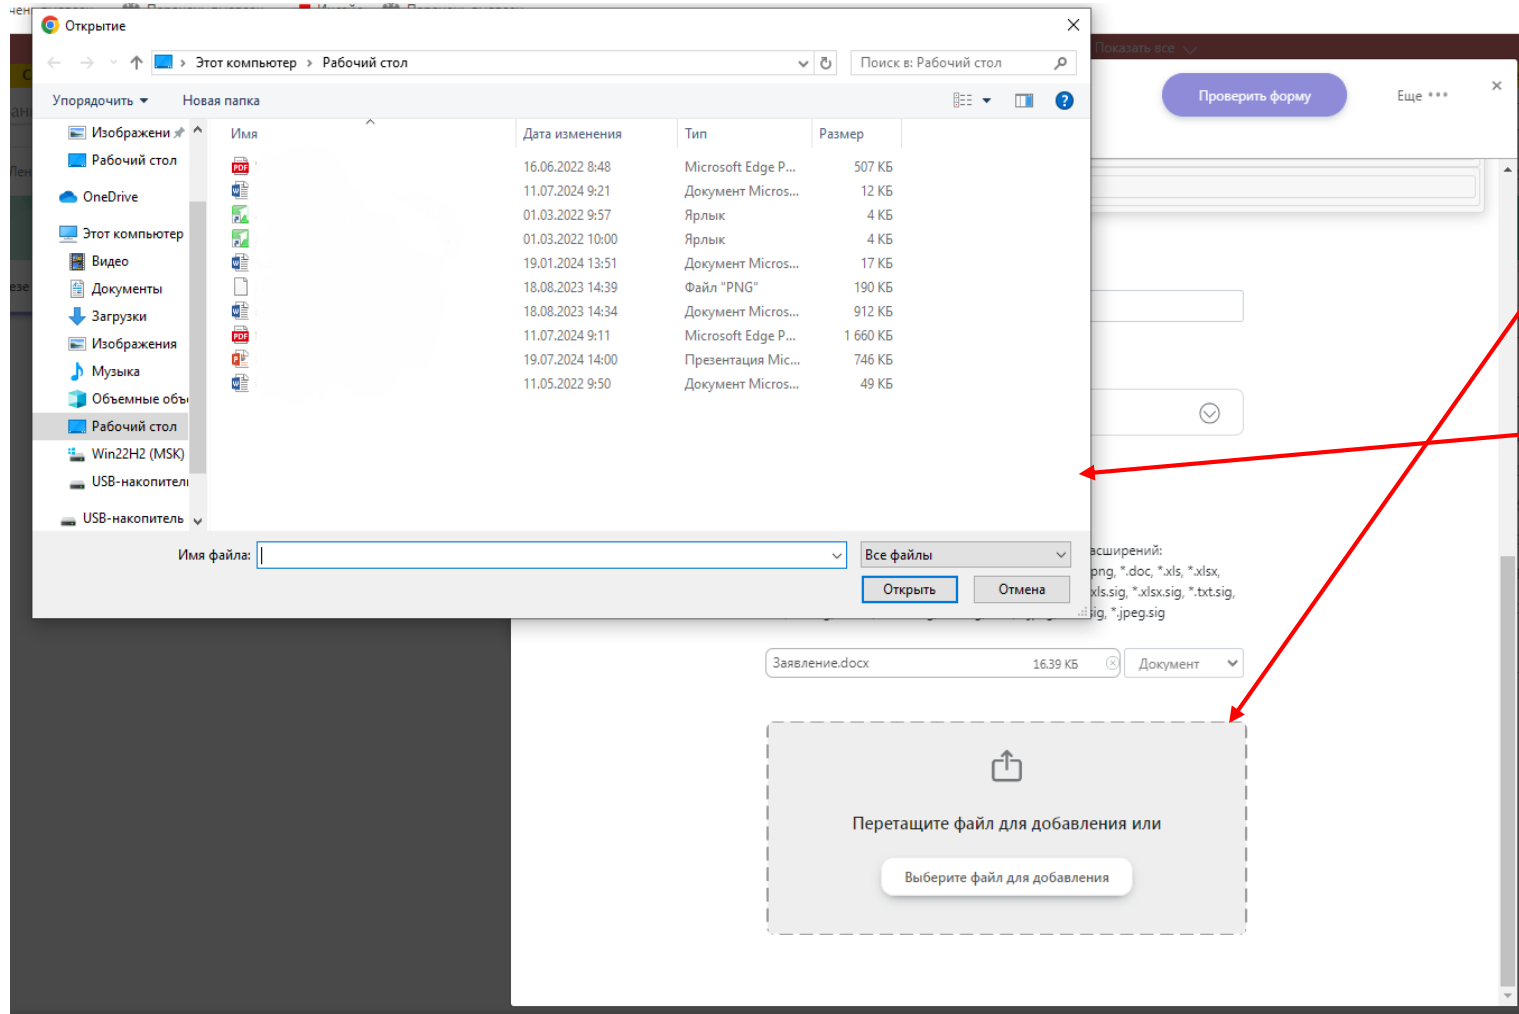 Открытие
Показать все
Этот компьютер › Рабочий стол
Поиск в: Рабочий стол
Проверить форму
Еще
Упорядочить
Новая папка
Изображени
Рабочий стол
OneDrive
Этот компьютер
Видео
Документы
Загрузки
Изображения
Музыка
Объемные объ
Рабочий стол
Win22H2 (MSK)
USB-накопител
USB-накопитель
Имя Дата изменения Тип Размер
PDF 16.06.2022 8:48 Microsoft Edge P... 507 КБ
11.07.2024 9:21 Документ Micros... 12 КБ
01.03.2022 9:57 Ярлык 4 КБ
01.03.2022 10:00 Ярлык 4 КБ
19.01.2024 13:51 Документ Micros... 17 КБ
18.08.2023 14:39 Файл "PNG" 190 КБ
18.08.2023 14:34 Документ Micros... 912 КБ
PDF 11.07.2024 9:11 Microsoft Edge P... 1 660 КБ
19.07.2024 14:00 Презентация Mic... 746 КБ
11.05.2022 9:50 Документ Micros... 49 КБ
Имя файла:
Все файлы
Открыть
Отмена
асширений:
png, *.doc, *.xls, *.xlsx,
xls.sig, *.xlsx.sig, *.txt.sig,
sig, *.jpeg.sig
Заявление.docx 16.39 КБ
Документ
Перетащите файл для добавления или
Выберите файл для добавления